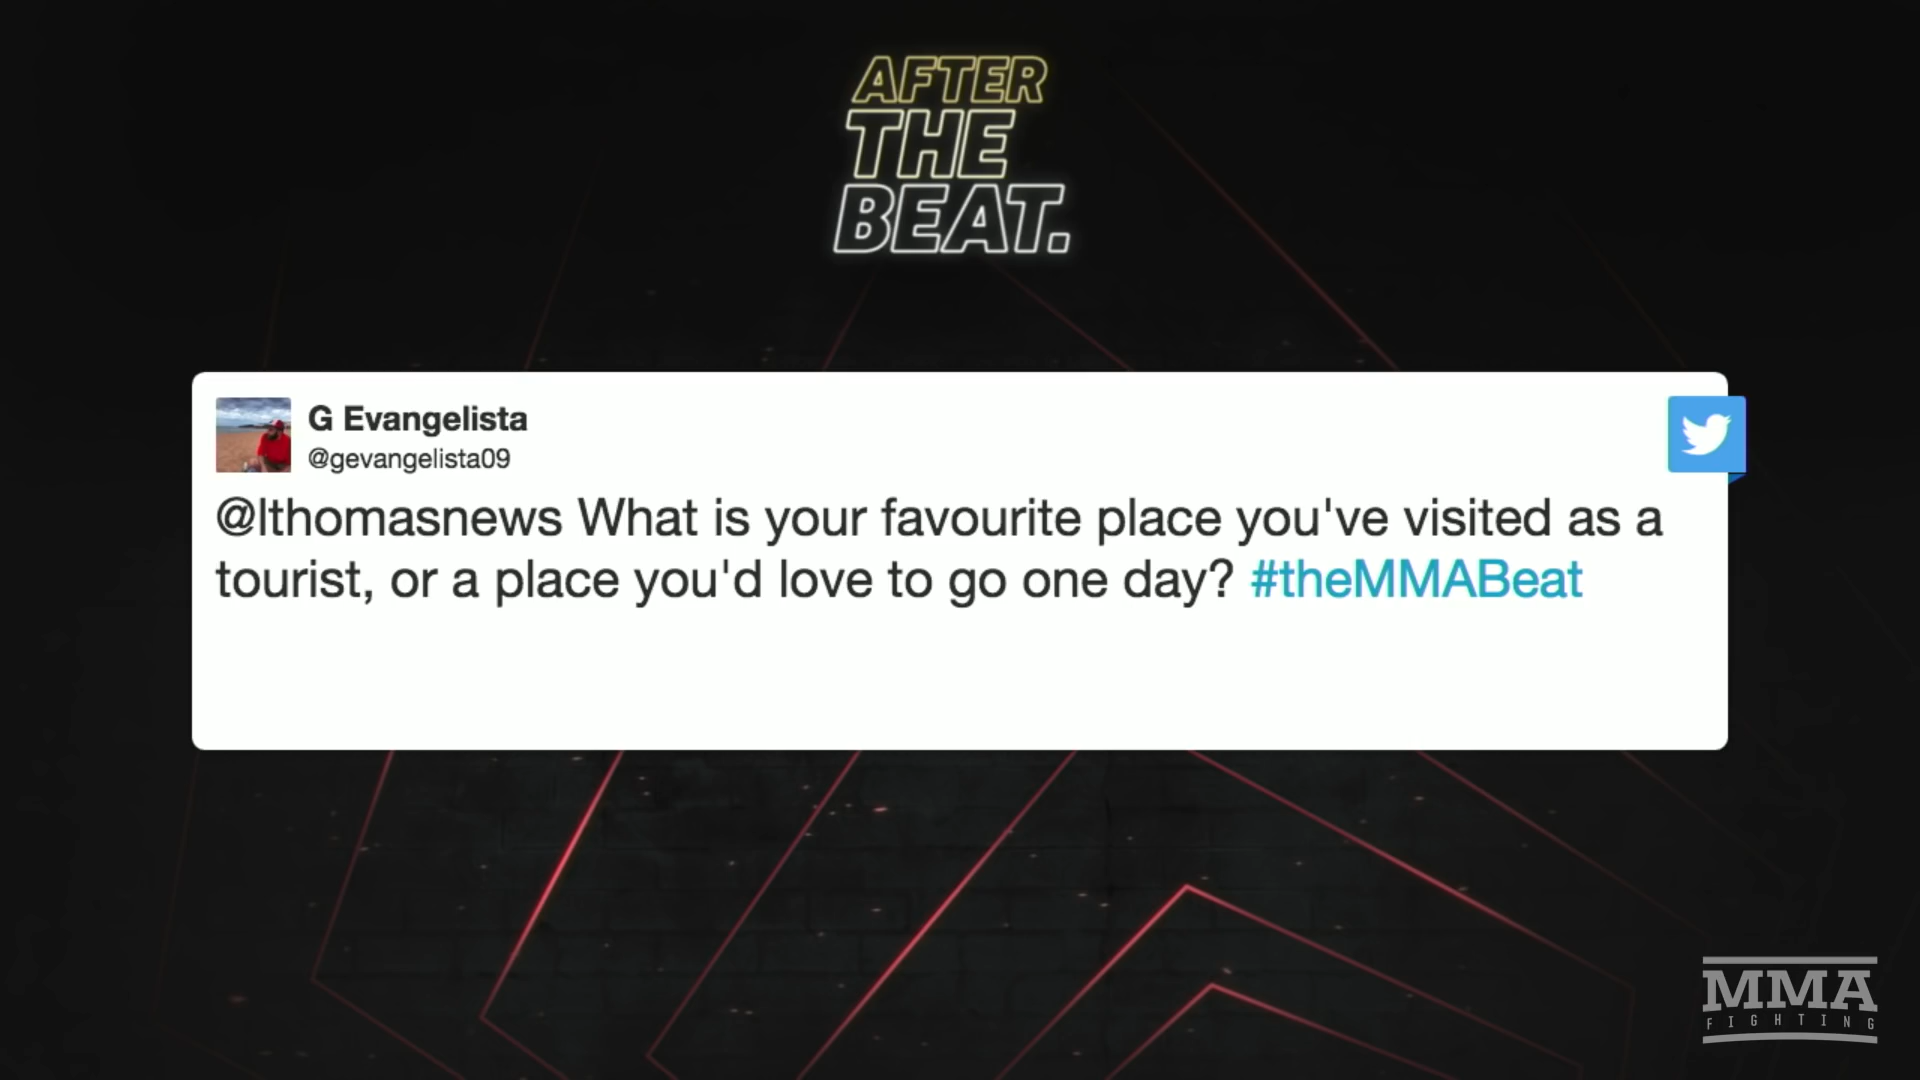 AFTER
THE
BEAT.
G Evangelista
@gevangelista09
@lthomasnews What is your favourite place you've visited as a
tourist, or a place you'd love to go one day? #theMMABeat
MMA
FIGHTING